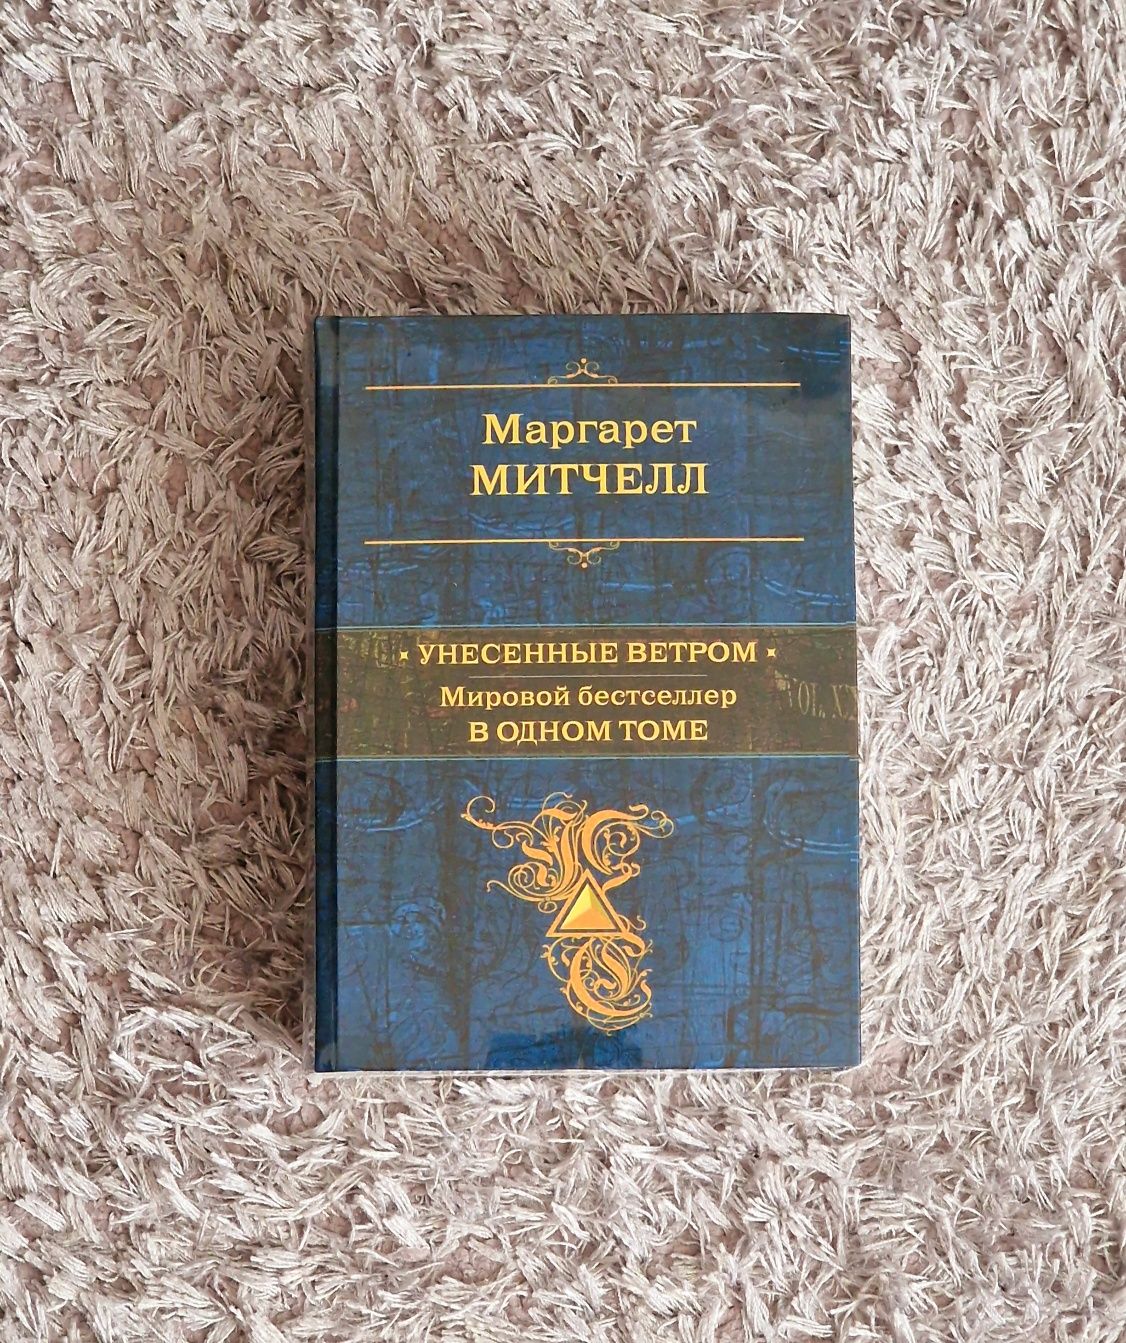 Маргарет
МИТЧЕЛЛ
УНЕСЕННЫЕ ВЕТРОМ
Мировой бестселлер
В ОДНОМ ТОМЕ